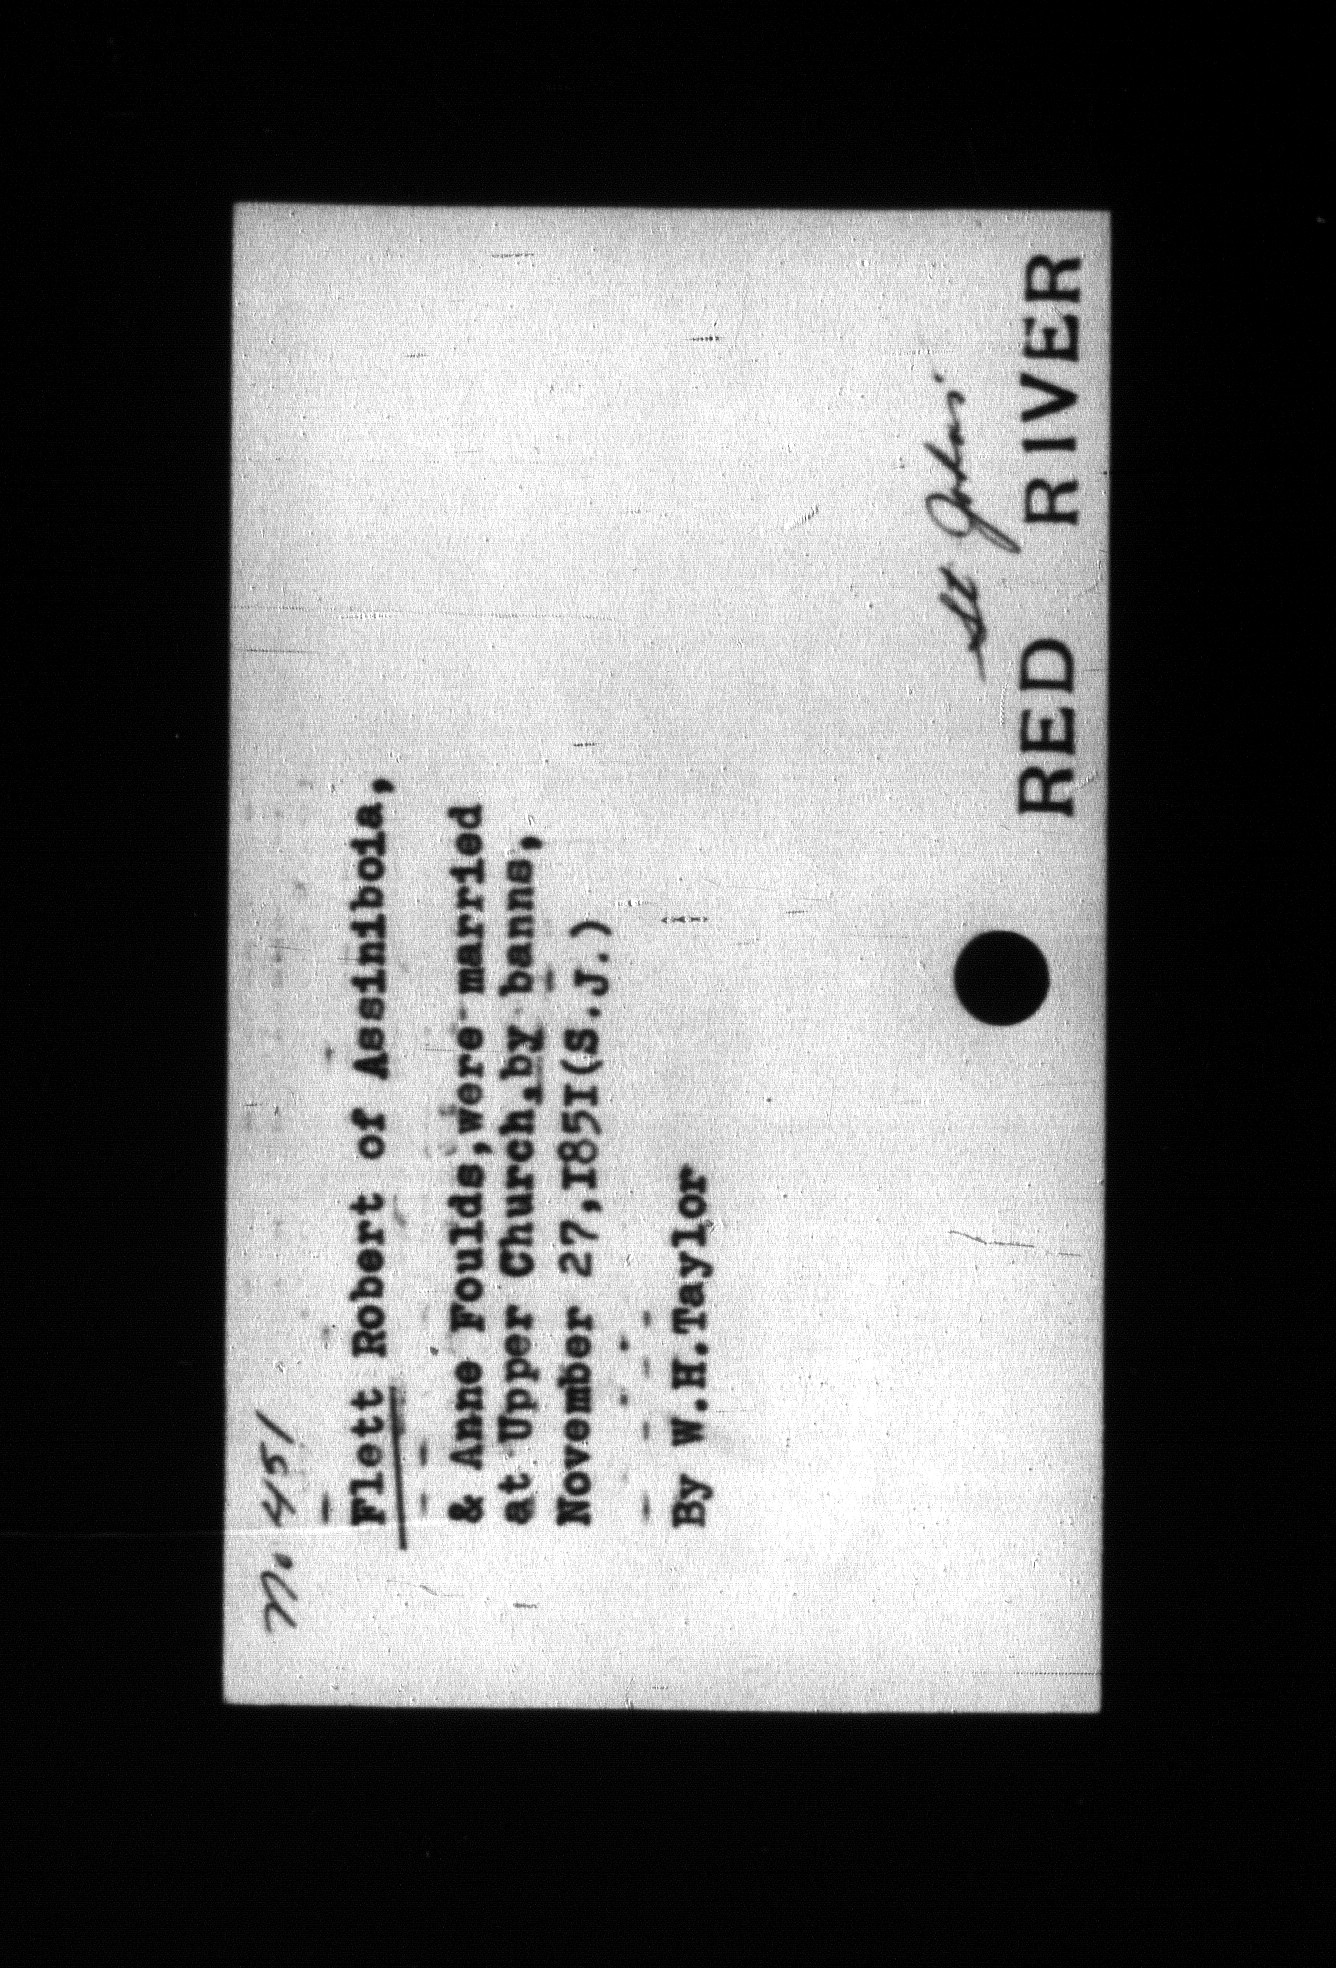 No 451
Flett Robert of Assiniboia,
& Anne Foulds,were married
at Upper Church,by banns,
November 27,I85I(S.J.)
By W.H.Taylor
St Johns'
RED RIVER